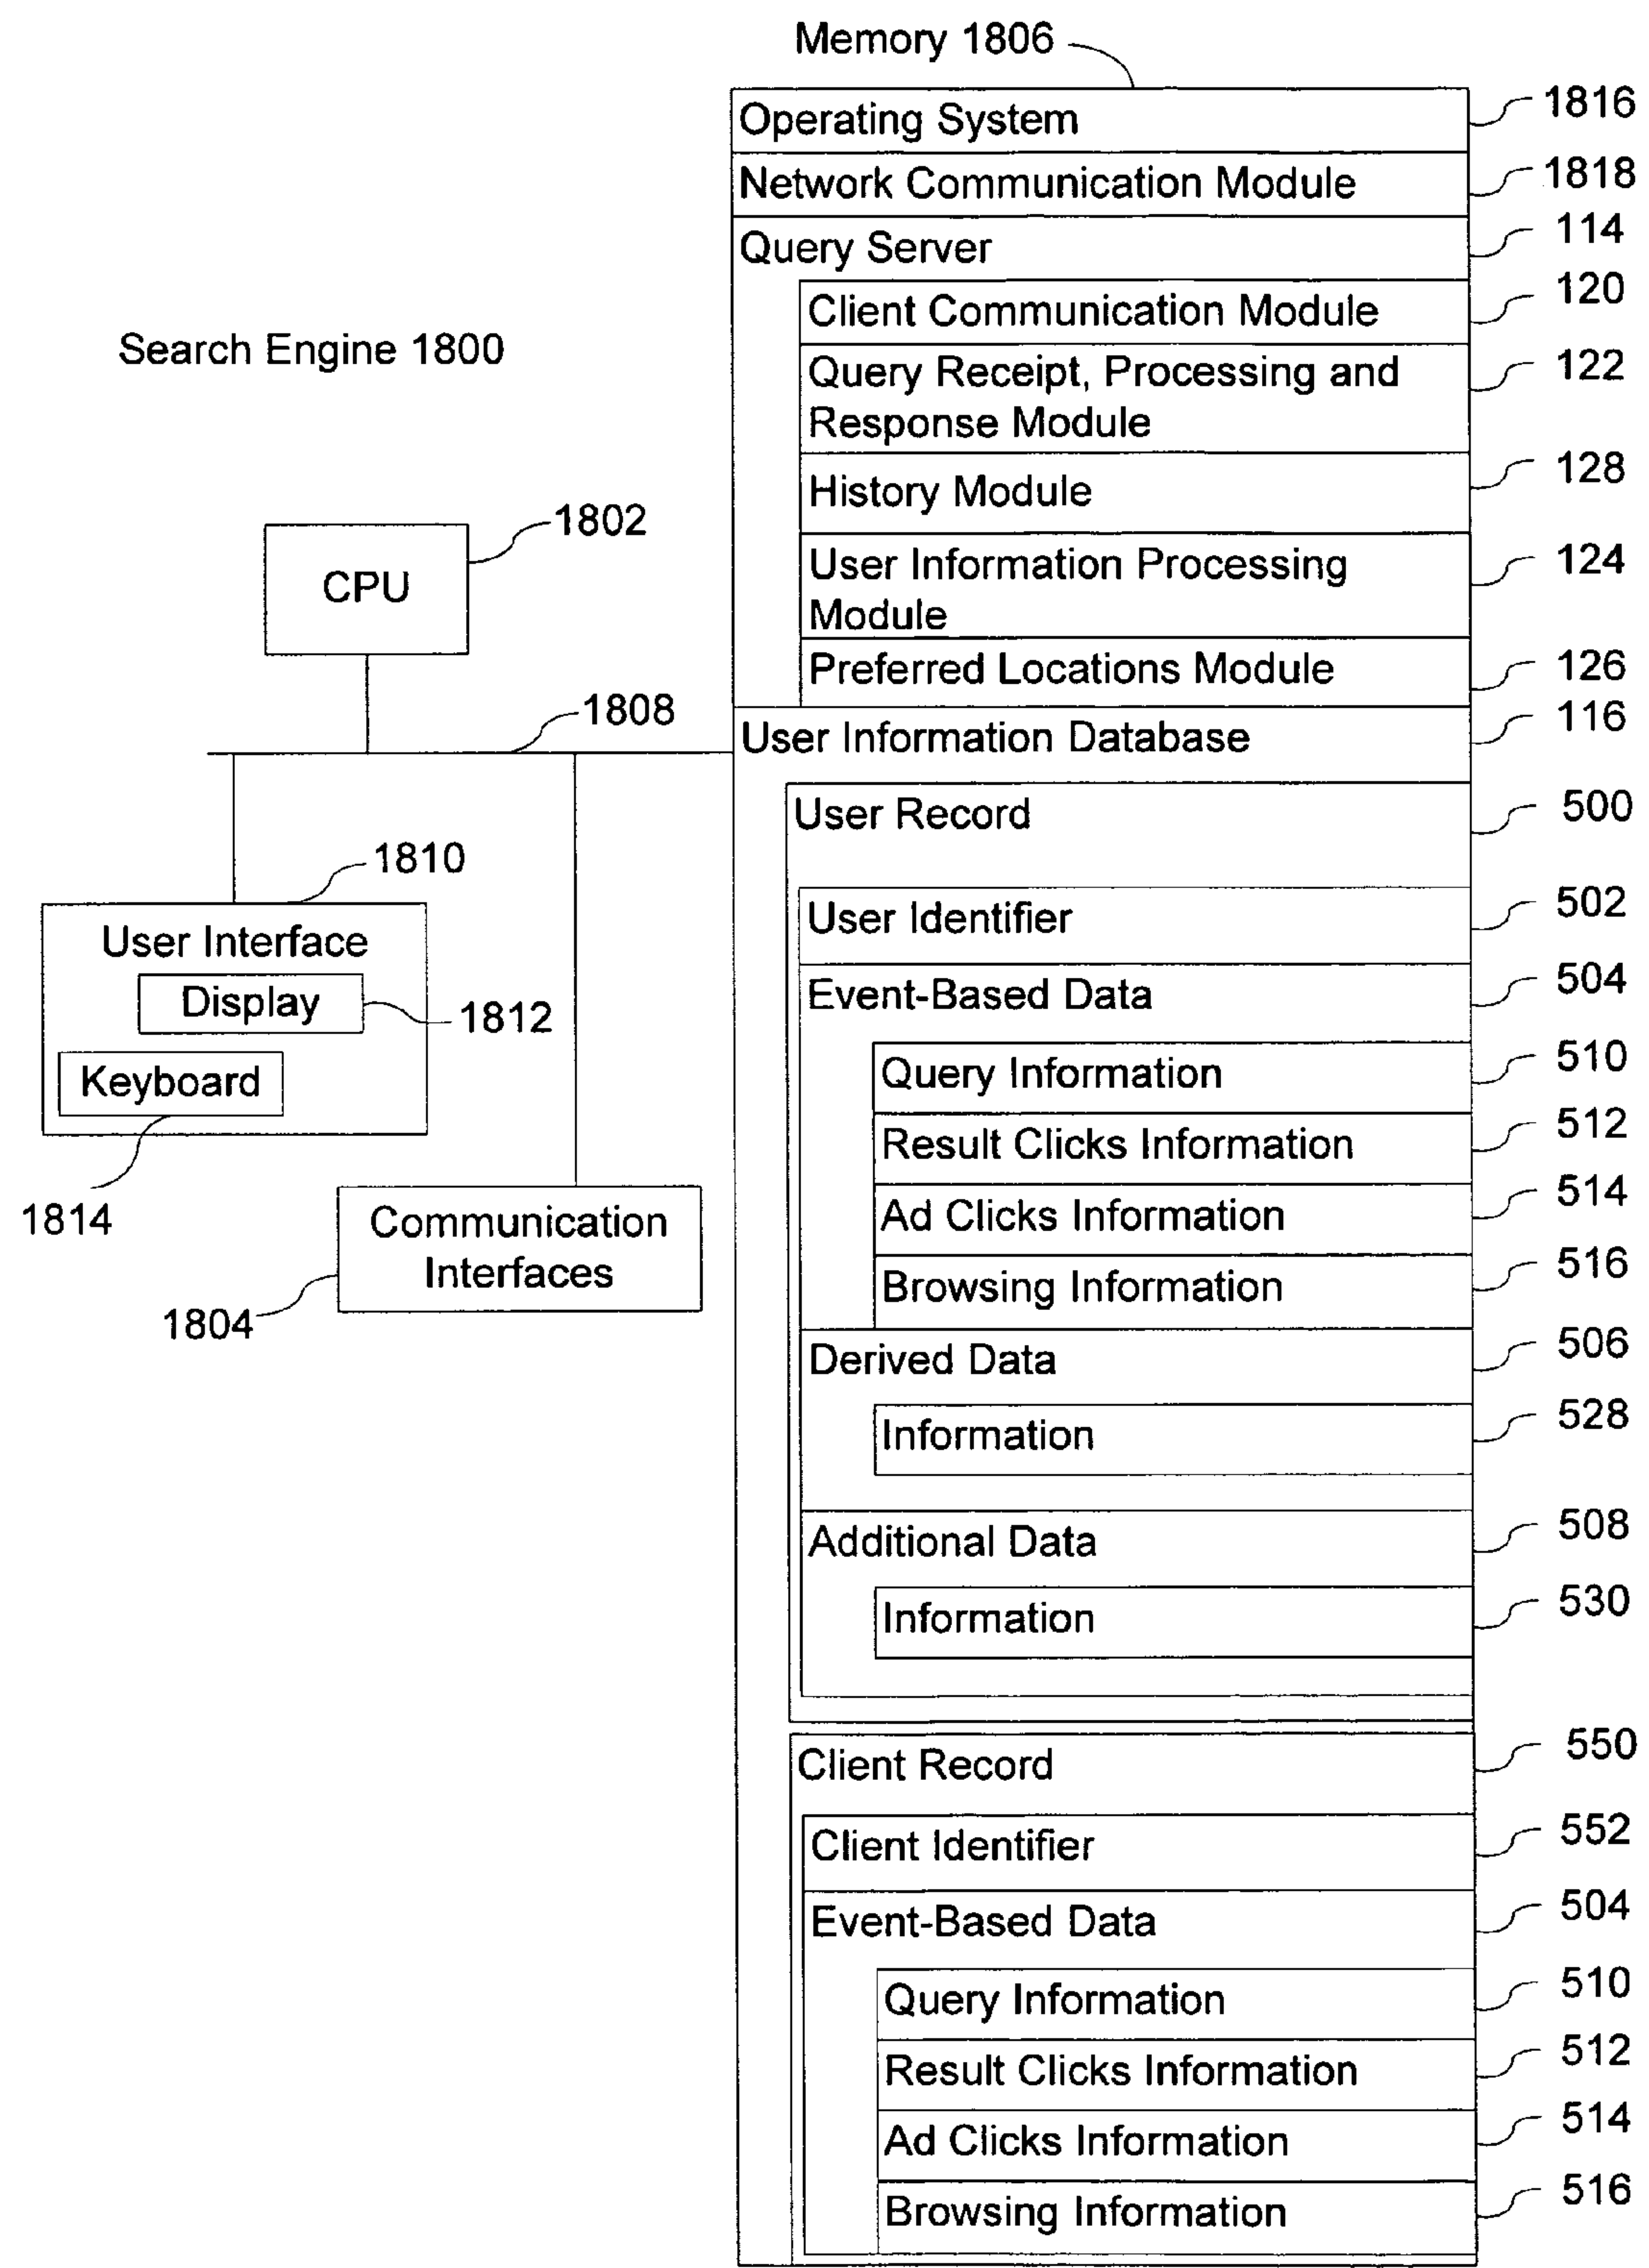 Memory 1806
Operating System 1816
Network Communication Module 1818
Query Server 114
Client Communication Module 120
Query Receipt, Processing and 122
Response Module
History Module 128
User Information Processing 124
Module
Preferred Locations Module 126
User Information Database 116
User Record 500
User Identifier 502
Event-Based Data 504
Query Information 510
Result Clicks Information 512
Ad Clicks Information 514
Browsing Information 516
Derived Data 506
Information 528
Additional Data 508
Information 530
Client Record 550
Client Identifier 552
Event-Based Data 504
Query Information 510
Result Clicks Information 512
Ad Clicks Information 514
Browsing Information 516
Search Engine 1800
1802
CPU
1808
1810
User Interface
Display
1812
Keyboard
1814
Communication
Interfaces
1804